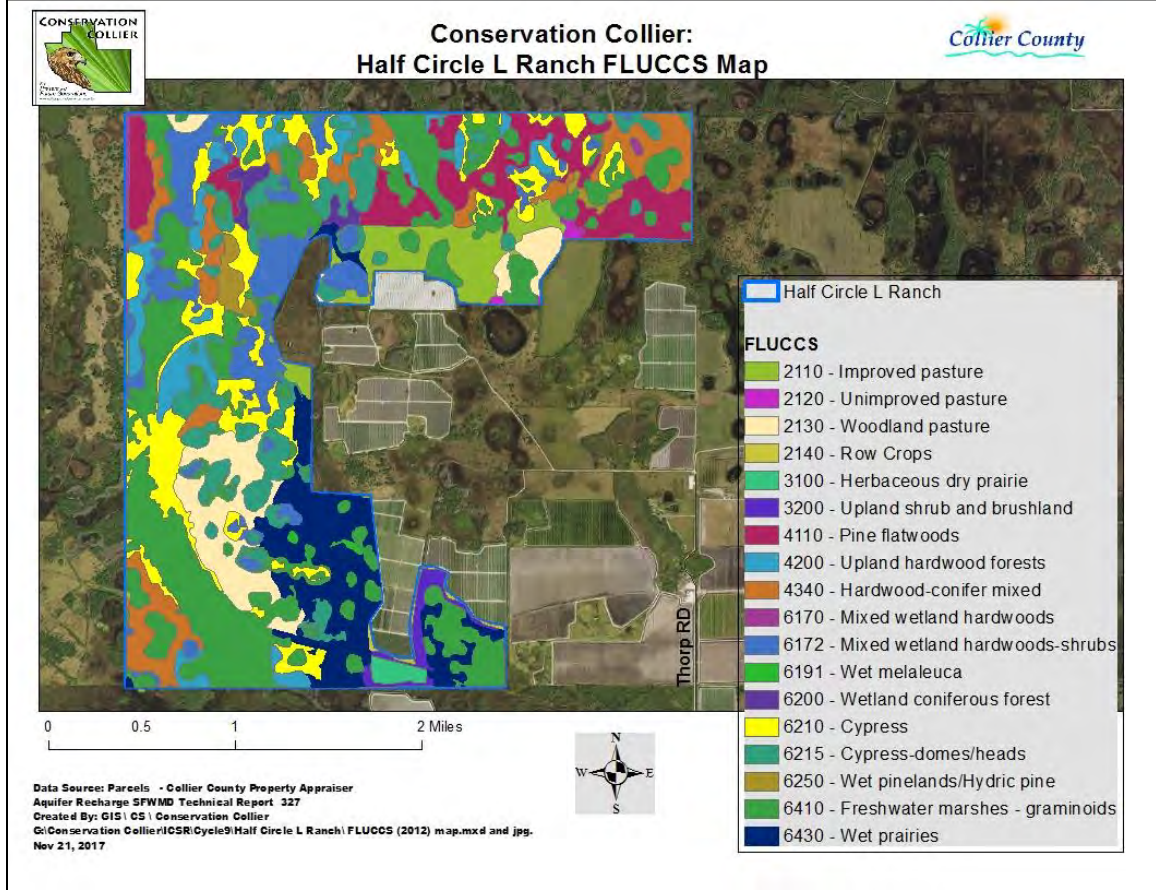 CONSERVATION
COLLIER
Conservation Collier:
Half Circle L Ranch FLUCCS Map
Collier County
Half Circle L Ranch
FLUCCS
2110 - Improved pasture
2120 - Unimproved pasture
2130 - Woodland pasture
2140 - Row Crops
3100 - Herbaceous dry prairie
3200 - Upland shrub and brushland
4110 - Pine flatwoods
4200 - Upland hardwood forests
4340 - Hardwood-conifer mixed
6170 - Mixed wetland hardwoods
6172 - Mixed wetland hardwoods-shrubs
6191 - Wet melaleuca
6200 - Wetland coniferous forest
6210 - Cypress
6215 - Cypress-domes/heads
6250 - Wet pinelands/Hydric pine
6410 - Freshwater marshes - graminoids
6430 - Wet prairies
Thorp RD
0 0.5 1 2 Miles
N
W E
S
Data Source: Parcels - Collier County Property Appraiser
Aquifer Recharge SFWMD Technical Report 327
Created By: GIS \ CS \ Conservation Collier
G:\Conservation Collier\ICSR\Cycle9\Half Circle L Ranch\ FLUCCS (2012) map.mxd and jpg.
Nov 21, 2017